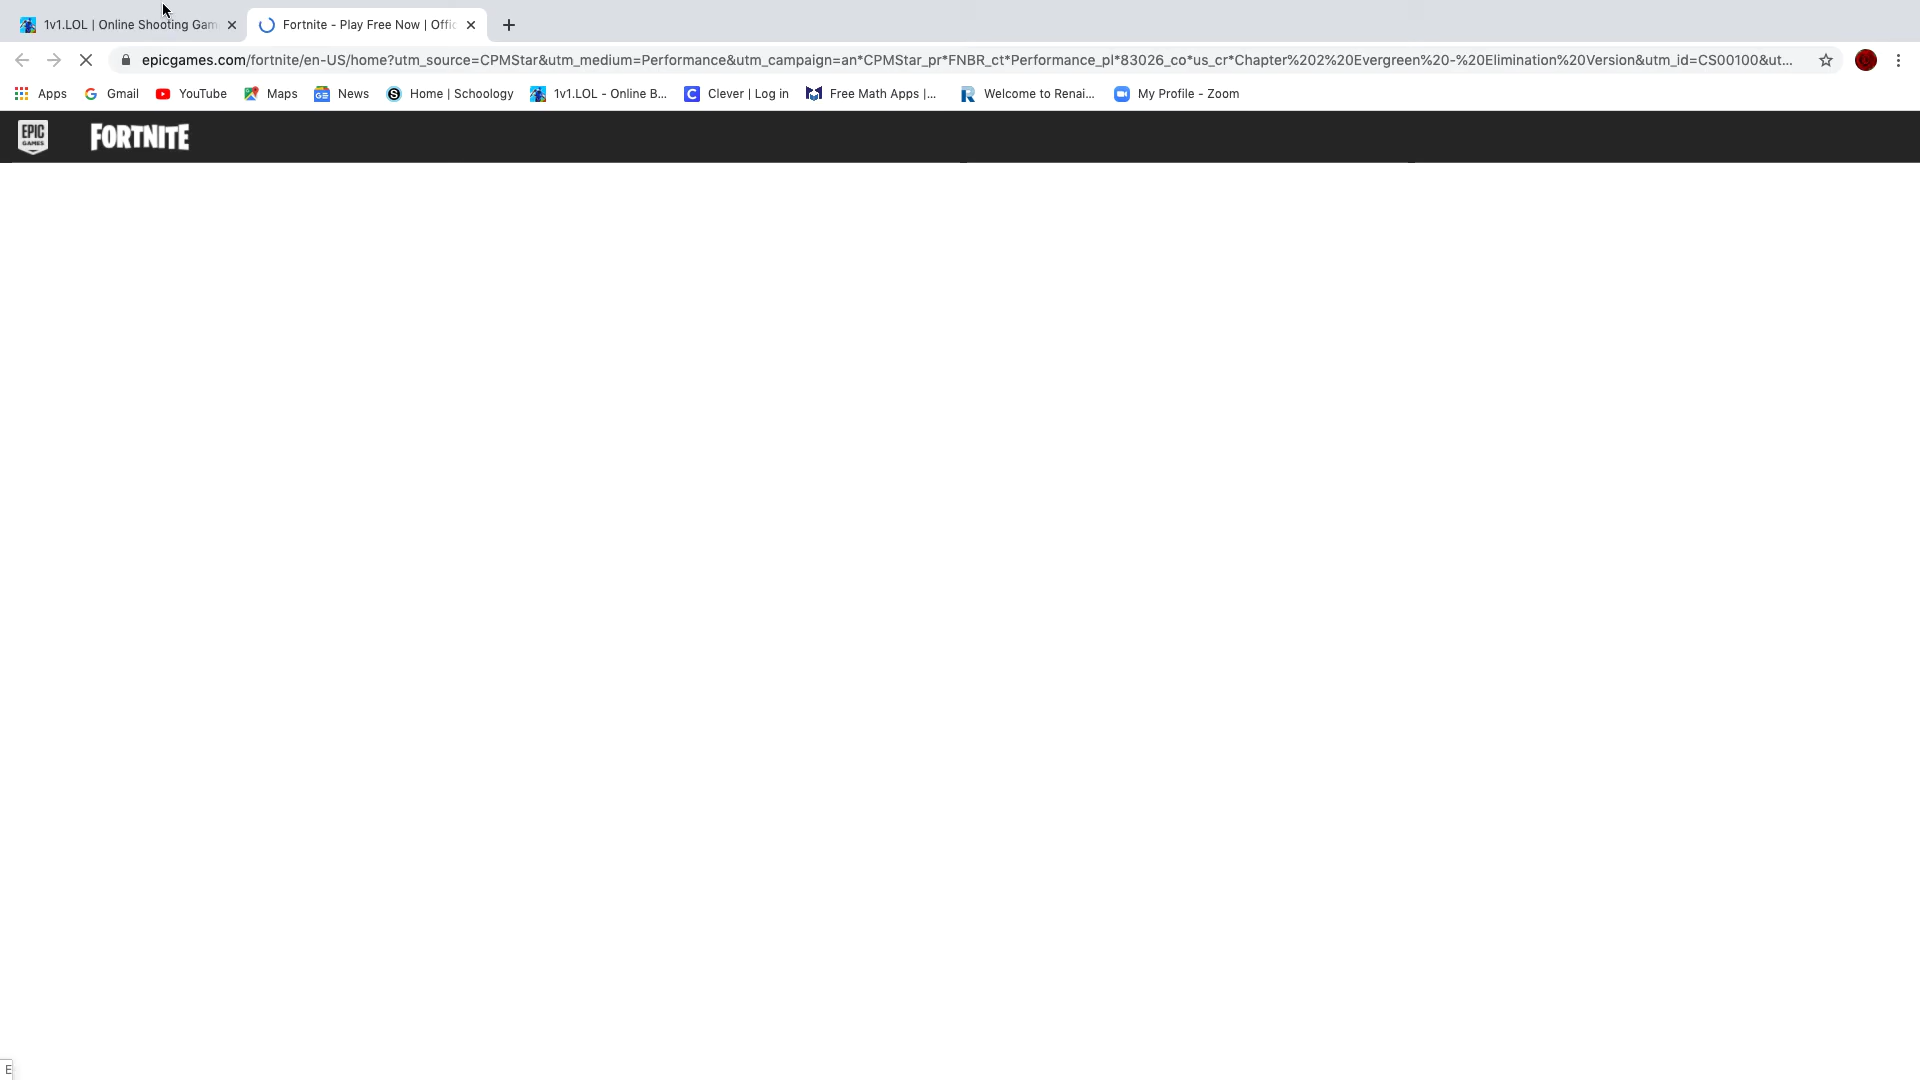 1v1.LOL | Online Shooting Gam
Fortnite - Play Free Now | Offic
epicgames.com/fortnite/en-US/home?utm_source=CPMStar&utm_medium=Performance&utm_campaign=an*CPMStar_pr*FNBR_ct*Performance_pl*83026_co*us_cr*Chapter%202%20Evergreen%20-%20Elimination%20Version&utm_id=CS00100&ut...
Apps Gmail YouTube Maps News Home | Schoology 1v1.LOL - Online B... Clever | Log in Free Math Apps |... Welcome to Renai... My Profile - Zoom
EPIC GAMES FORTNITE
E